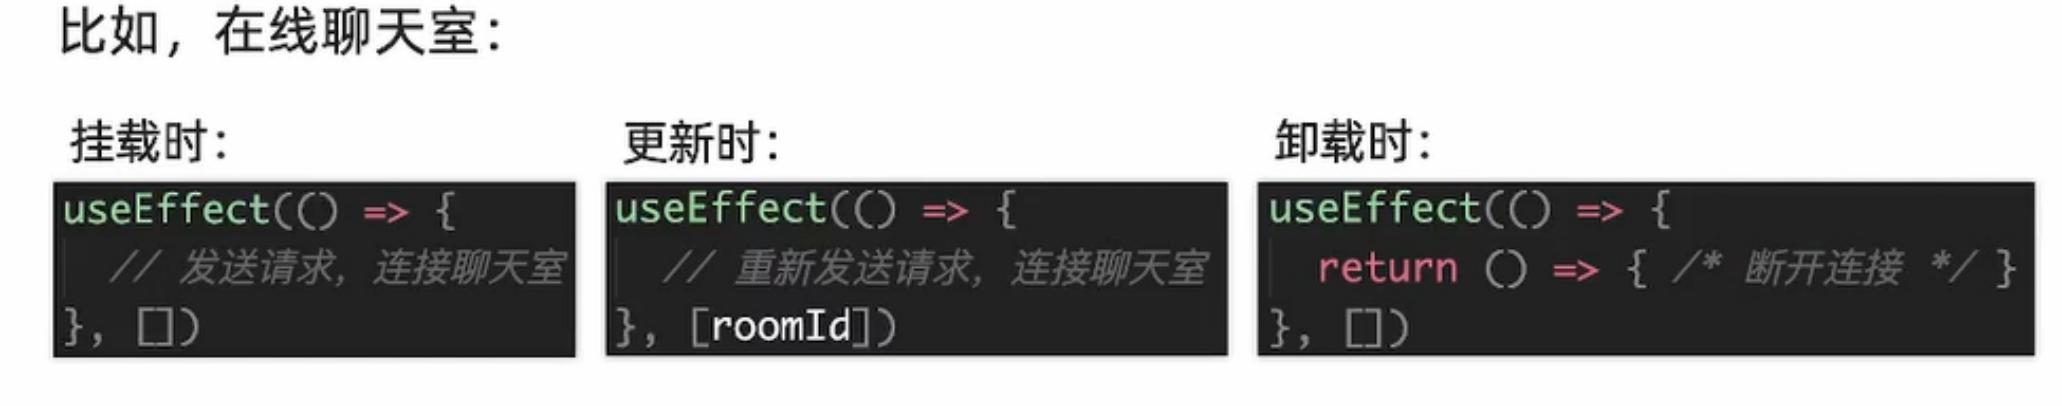 比如，在线聊天室：
挂载时：
useEffect(() => {
  // 发送请求，连接聊天室
}, [])
更新时：
useEffect(() => {
  // 重新发送请求，连接聊天室
}, [roomId])
卸载时：
useEffect(() => {
  return () => { /* 断开连接 */ }
}, [])